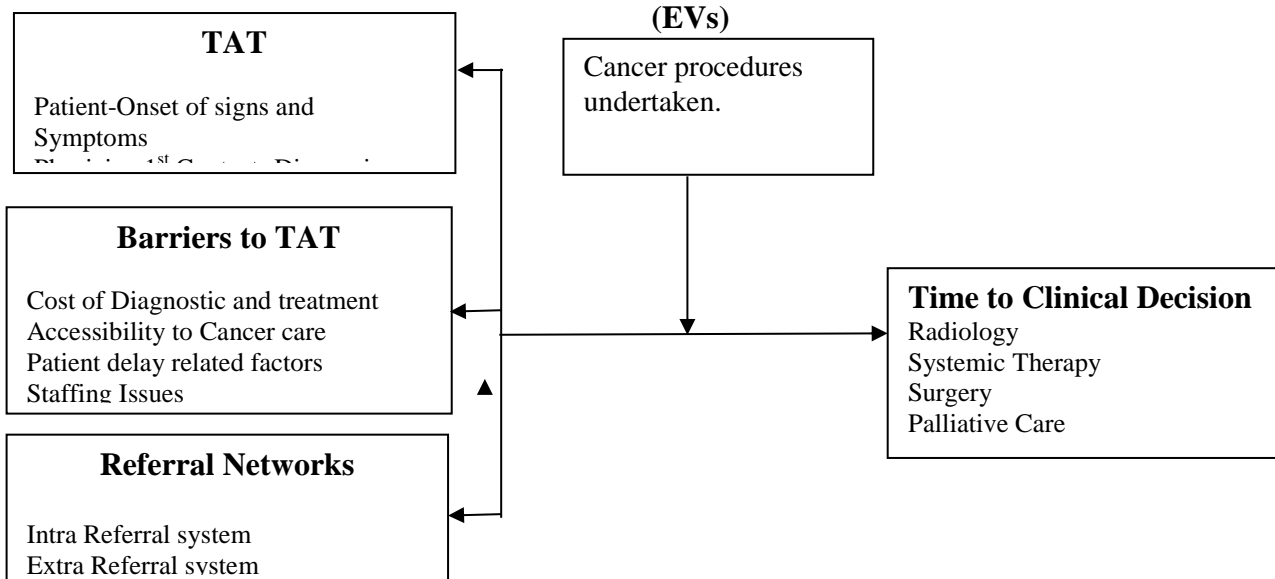 TAT
Patient-Onset of signs and
Symptoms
(EVs)
Cancer procedures
undertaken.
Barriers to TAT
Cost of Diagnostic and treatment
Accessibility to Cancer care
Patient delay related factors
Staffing Issues
Time to Clinical Decision
Radiology
Systemic Therapy
Surgery
Palliative Care
Referral Networks
Intra Referral system
Extra Referral system